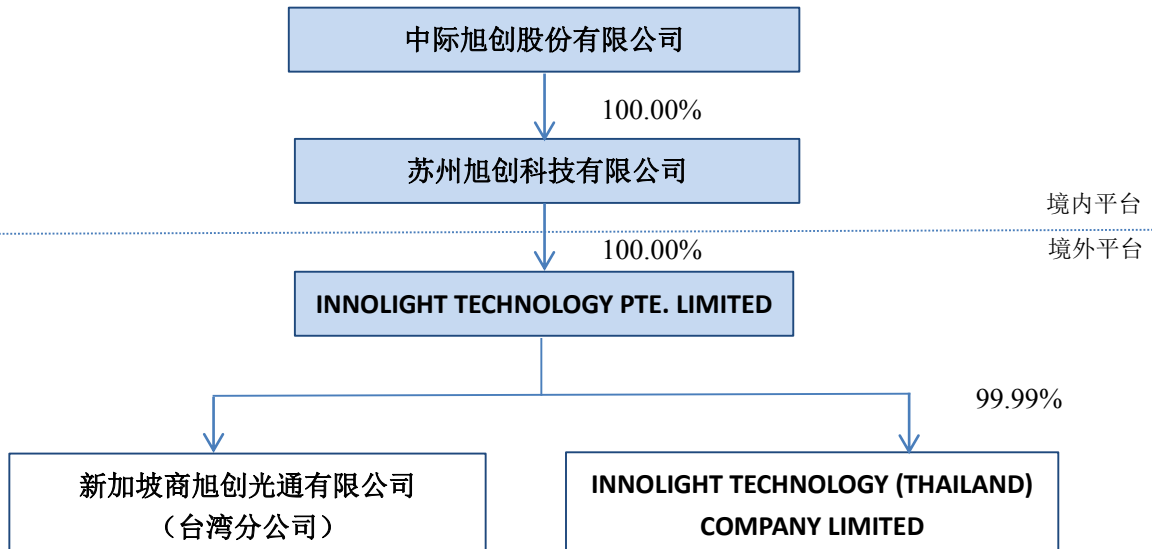 中际旭创股份有限公司
100.00%
苏州旭创科技有限公司
境内平台
100.00%
境外平台
INNOLIGHT TECHNOLOGY PTE. LIMITED
99.99%
新加坡商旭创光通有限公司
（台湾分公司）
INNOLIGHT TECHNOLOGY (THAILAND)
COMPANY LIMITED